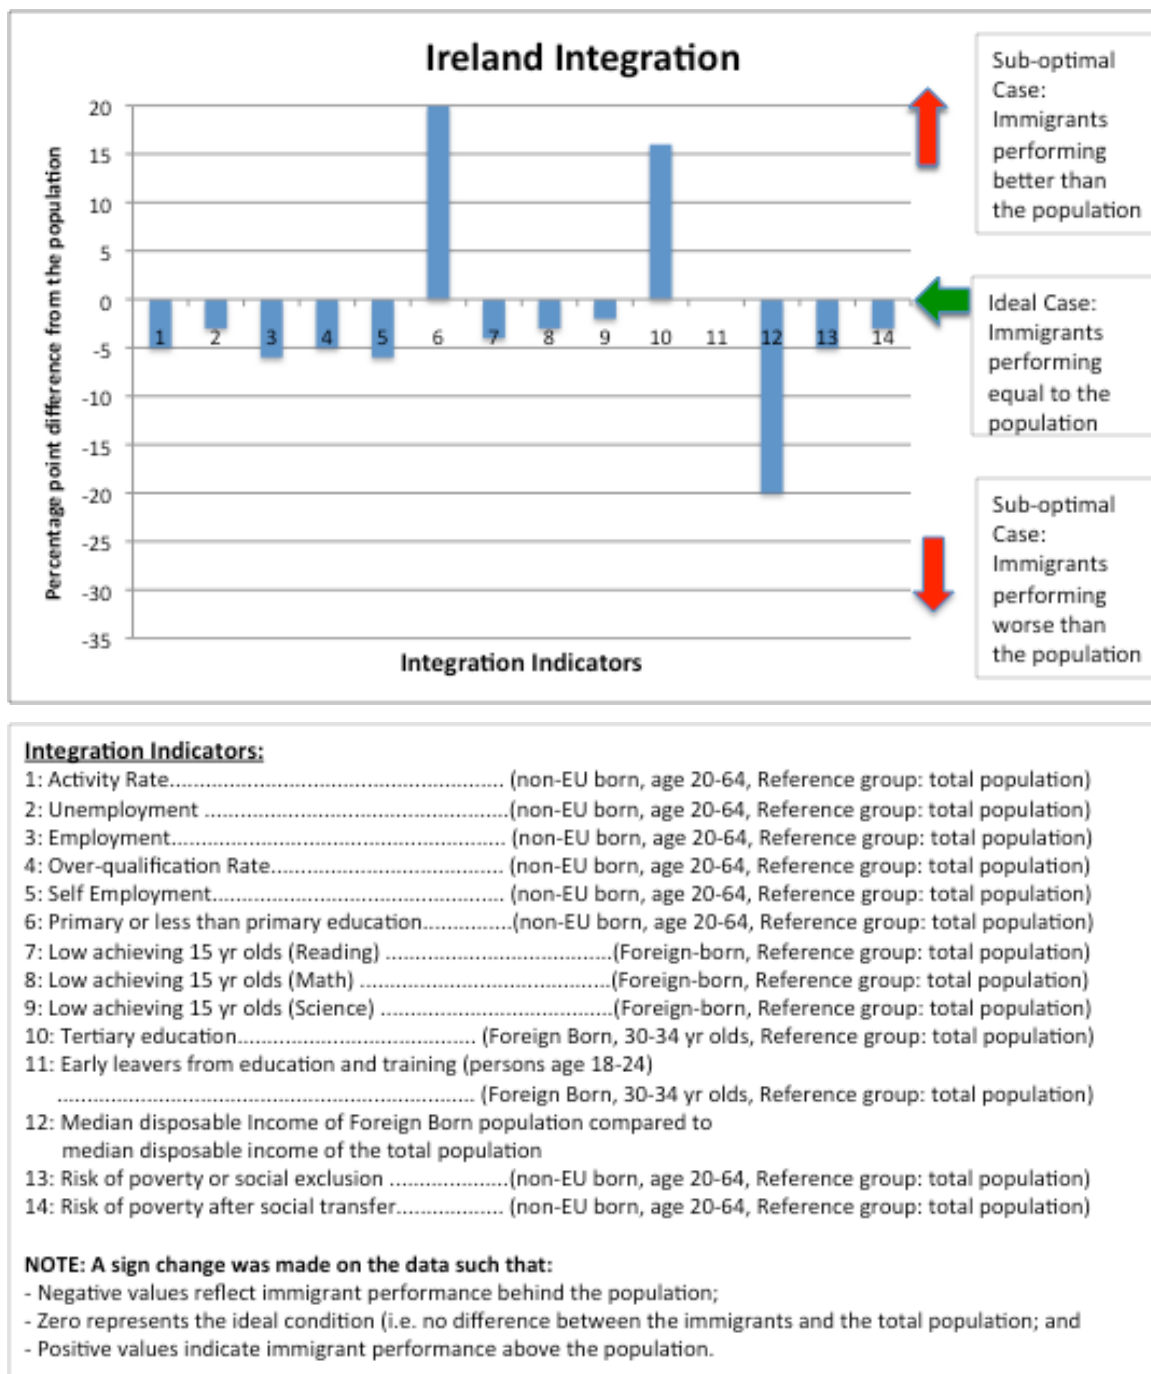 Ireland Integration
Percentage point difference from the population
20
15
10
5
0
-5
-10
-15
-20
-25
-30
-35
1 2 3 4 5 6 7 8 9 10 11 12 13 14
Integration Indicators
Sub-optimal
Case:
Immigrants
performing
better than
the population
Ideal Case:
Immigrants
performing
equal to the
population
Sub-optimal
Case:
Immigrants
performing
worse than
the population
Integration Indicators:
1: Activity Rate....................................................... (non-EU born, age 20-64, Reference group: total population)
2: Unemployment ..................................................(non-EU born, age 20-64, Reference group: total population)
3: Employment....................................................... (non-EU born, age 20-64, Reference group: total population)
4: Over-qualification Rate...................................... (non-EU born, age 20-64, Reference group: total population)
5: Self Employment................................................ (non-EU born, age 20-64, Reference group: total population)
6: Primary or less than primary education...............(non-EU born, age 20-64, Reference group: total population)
7: Low achieving 15 yr olds (Reading) .....................................(Foreign-born, Reference group: total population)
8: Low achieving 15 yr olds (Math) .........................................(Foreign-born, Reference group: total population)
9: Low achieving 15 yr olds (Science) ......................................(Foreign-born, Reference group: total population)
10: Tertiary education....................................... (Foreign Born, 30-34 yr olds, Reference group: total population)
11: Early leavers from education and training (persons age 18-24)
..................................................................... (Foreign Born, 30-34 yr olds, Reference group: total population)
12: Median disposable Income of Foreign Born population compared to
median disposable income of the total population
13: Risk of poverty or social exclusion ....................(non-EU born, age 20-64, Reference group: total population)
14: Risk of poverty after social transfer.................. (non-EU born, age 20-64, Reference group: total population)
NOTE: A sign change was made on the data such that:
- Negative values reflect immigrant performance behind the population;
- Zero represents the ideal condition (i.e. no difference between the immigrants and the total population; and
- Positive values indicate immigrant performance above the population.